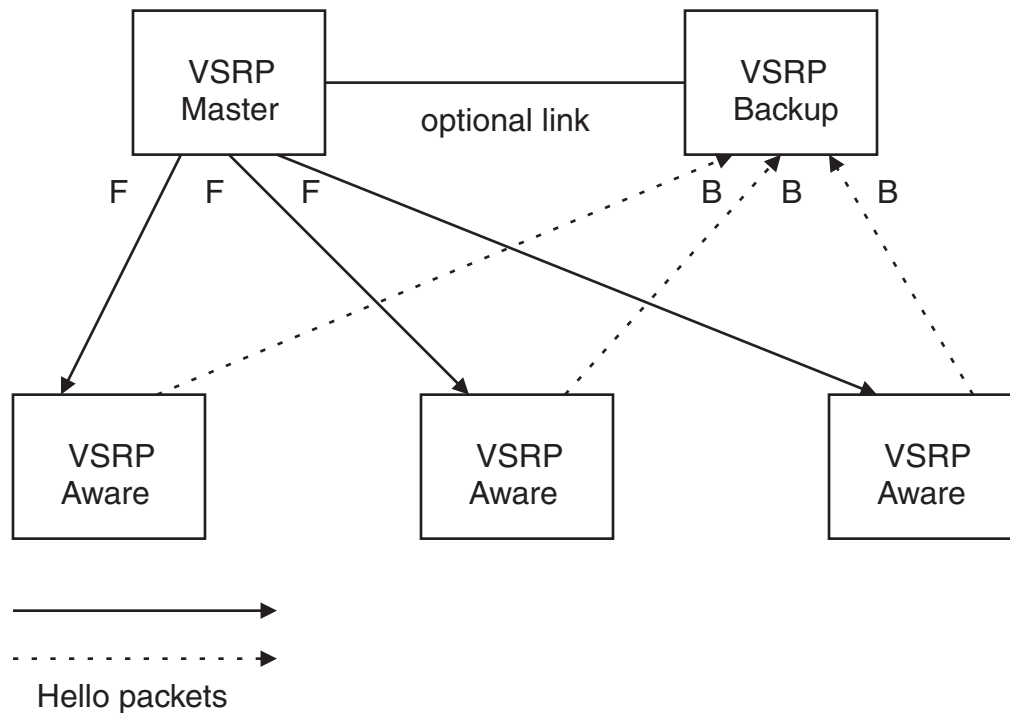 VSRP
Master
VSRP
Backup
optional link
F
F
F
B
B
B
VSRP
Aware
VSRP
Aware
VSRP
Aware
Hello packets